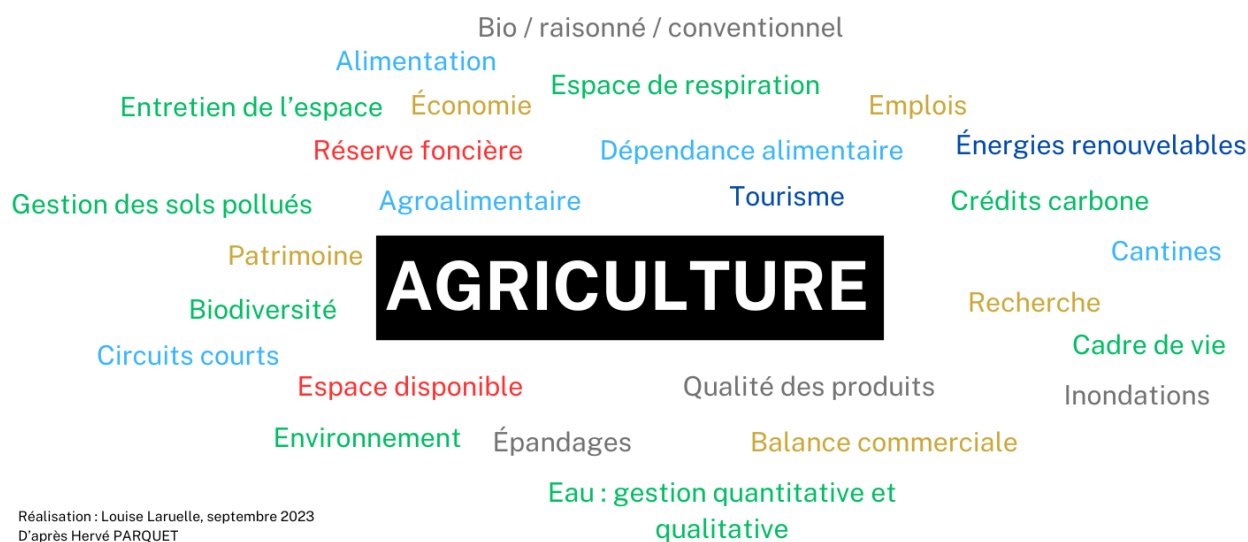 Bio / raisonné / conventionnel
Alimentation
Espace de respiration
Entretien de l’espace
Économie
Emplois
Réserve foncière
Dépendance alimentaire
Énergies renouvelables
Gestion des sols pollués
Agroalimentaire
Tourisme
Crédits carbone
Patrimoine
Cantines
AGRICULTURE
Biodiversité
Recherche
Circuits courts
Cadre de vie
Espace disponible
Qualité des produits
Inondations
Environnement
Épandages
Balance commerciale
Eau : gestion quantitative et
qualitative
Réalisation : Louise Laruelle, septembre 2023
D’après Hervé PARQUET